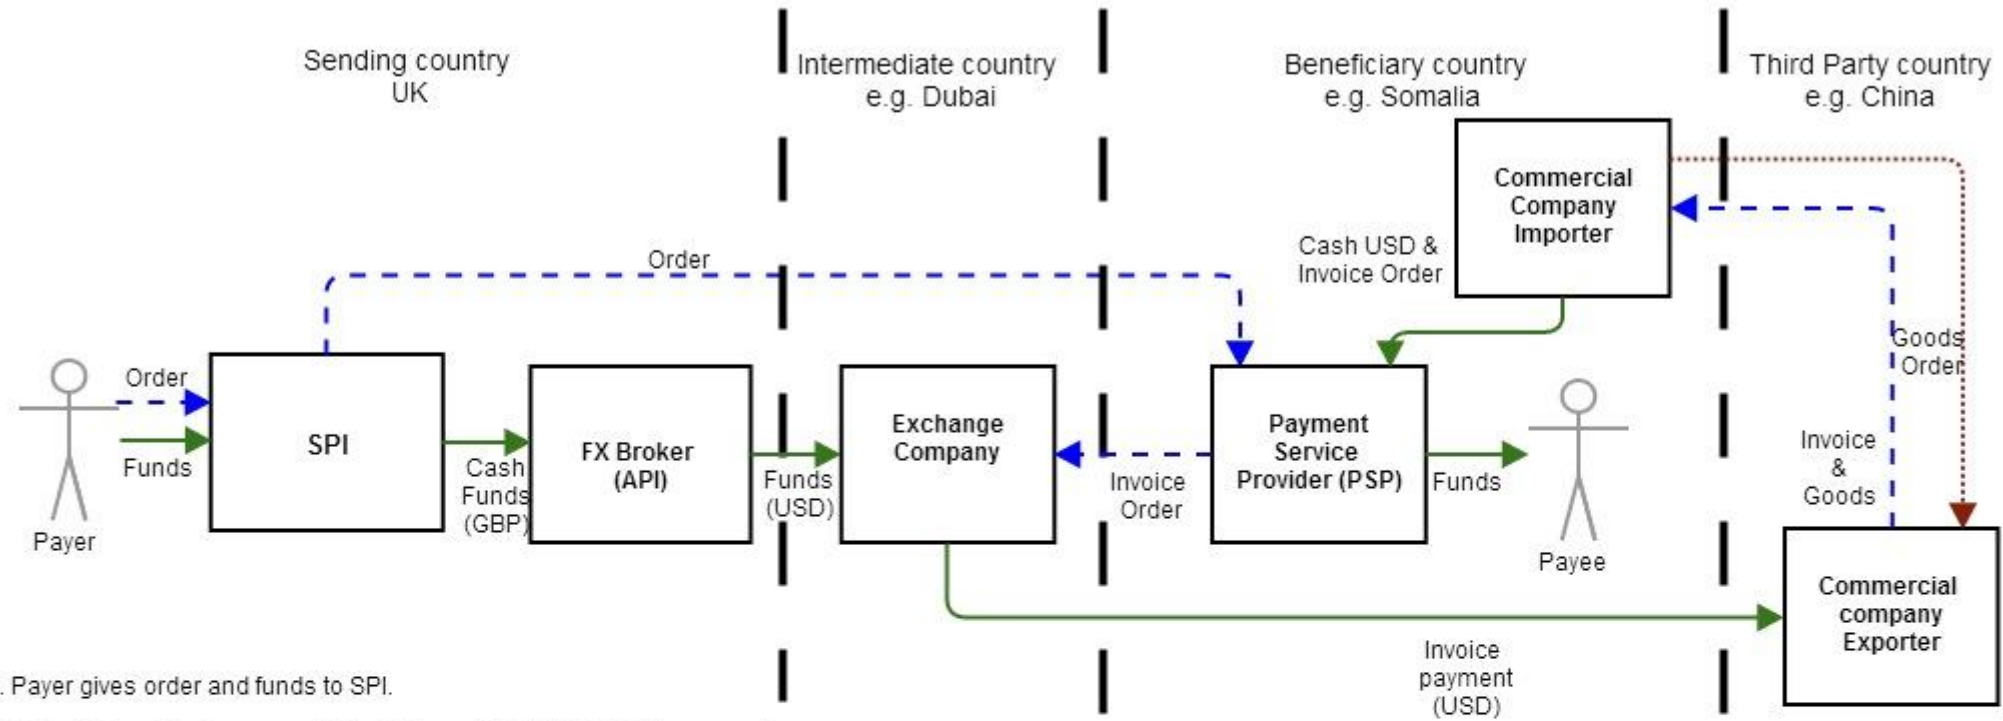 Sending country
UK
Intermediate country
e.g. Dubai
Beneficiary country
e.g. Somalia
Third Party country
e.g. China
Commercial
Company
Importer
Cash USD &
Invoice Order
Order
Order
Funds
Payer
SPI
Cash
Funds
(GBP)
FX Broker
(API)
Funds
(USD)
Exchange
Company
Invoice
Order
Payment
Service
Provider (PSP)
Funds
Payee
Goods
Order
Invoice
&
Goods
Commercial
company
Exporter
Invoice
payment
(USD)
. Payer gives order and funds to SPI.